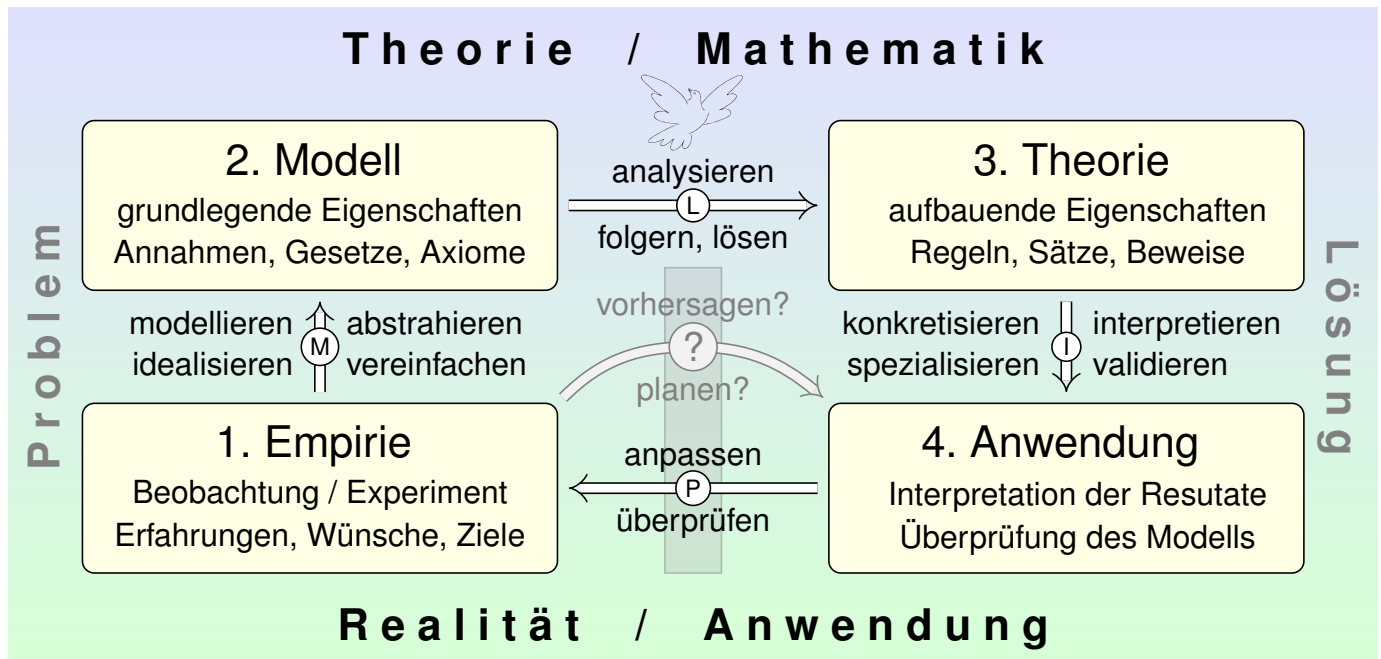 Theorie / Mathematik
Problem
2. Modell
grundlegende Eigenschaften
Annahmen, Gesetze, Axiome
analysieren
L
folgern, lösen
3. Theorie
aufbauende Eigenschaften
Regeln, Sätze, Beweise
Lösung
modellieren
idealisieren
M
abstrahieren
vereinfachen
vorhersagen?
?
planen?
konkretisieren
spezialisieren
I
interpretieren
validieren
1. Empirie
Beobachtung / Experiment
Erfahrungen, Wünsche, Ziele
anpassen
P
überprüfen
4. Anwendung
Interpretation der Resutate
Überprüfung des Modells
Realität / Anwendung